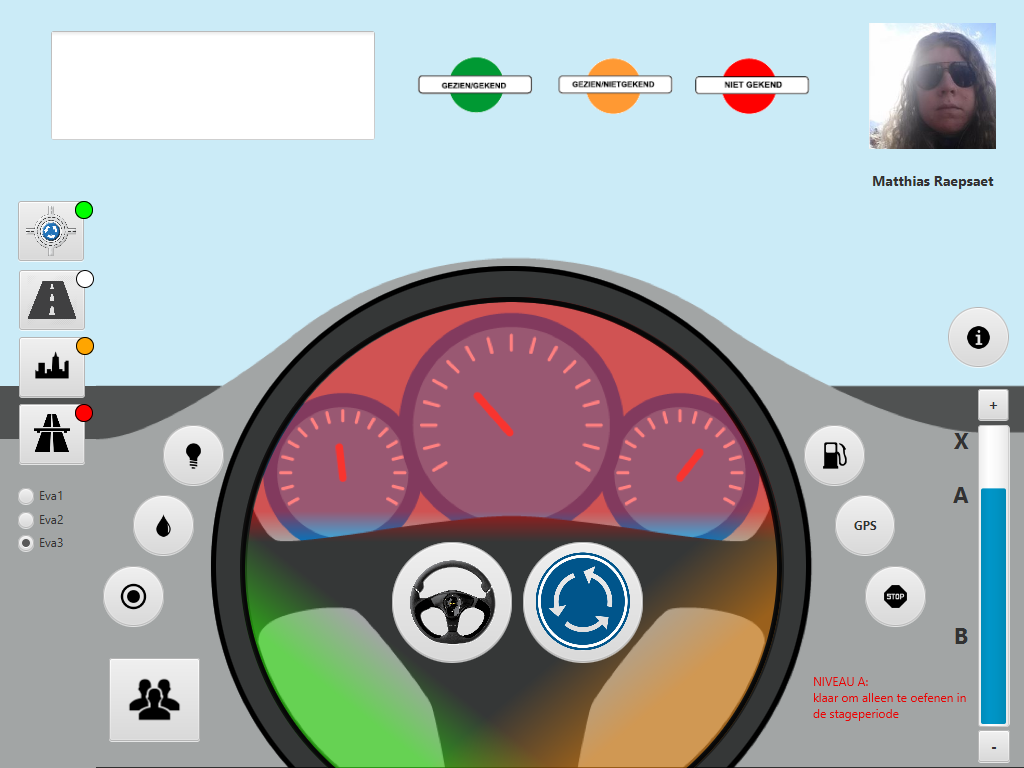 GEZIEN/GEKEND
GEZIEN/NIETGEKEND
NIET GEKEND
Matthias Raepsaet
i
+
X
A
Eva1
Eva2
Eva3
GPS
STOP
B
NIVEAU A:
klaar om alleen te oefenen in
de stageperiode
-